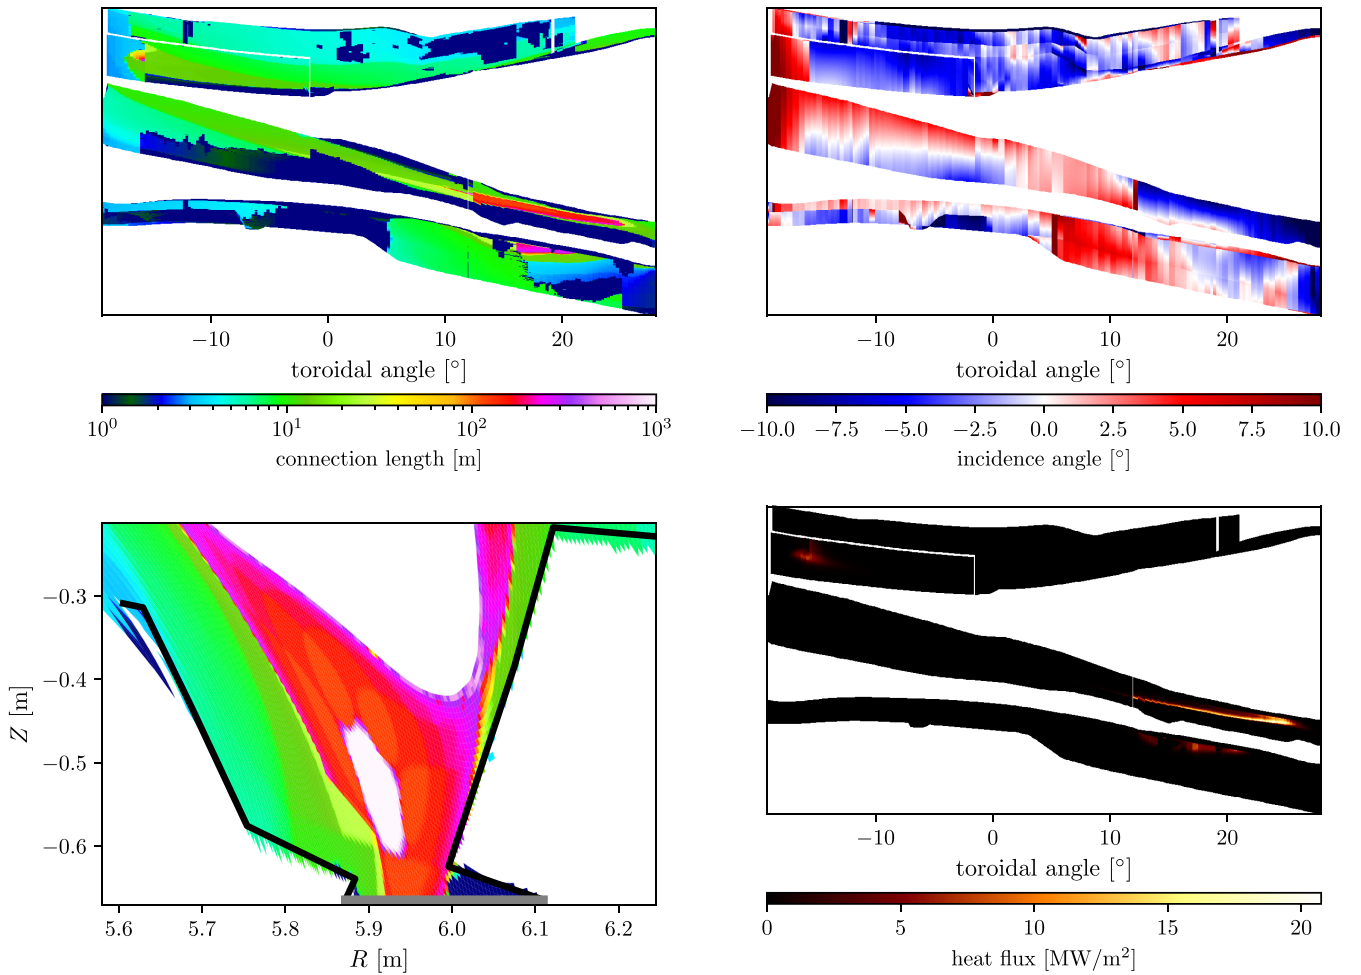 −10 0 10 20
toroidal angle [°]
10⁰ 10¹ 10² 10³
connection length [m]
−10 0 10 20
toroidal angle [°]
−10.0 −7.5 −5.0 −2.5 0.0 2.5 5.0 7.5 10.0
incidence angle [°]
−0.3
−0.4
−0.5
−0.6
Z [m]
5.6 5.7 5.8 5.9 6.0 6.1 6.2
R [m]
−10 0 10 20
toroidal angle [°]
0 5 10 15 20
heat flux [MW/m²]